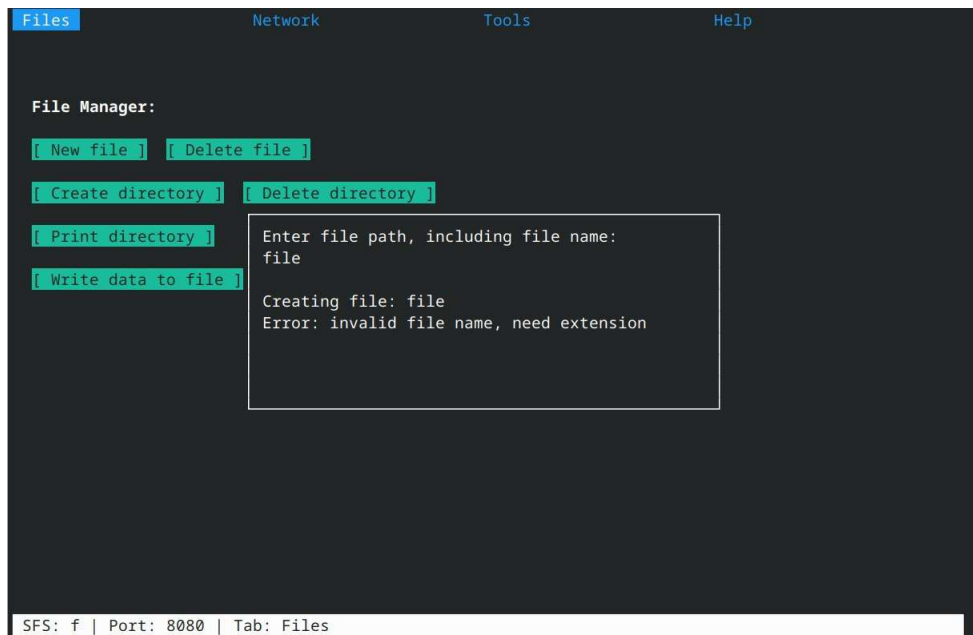 Files Network Tools Help
File Manager:
[ New file ] [ Delete file ]
[ Create directory ] [ Delete directory ]
[ Print directory ]
[ Write data to file ]
Enter file path, including file name:
file
Creating file: file
Error: invalid file name, need extension
SFS: f | Port: 8080 | Tab: Files